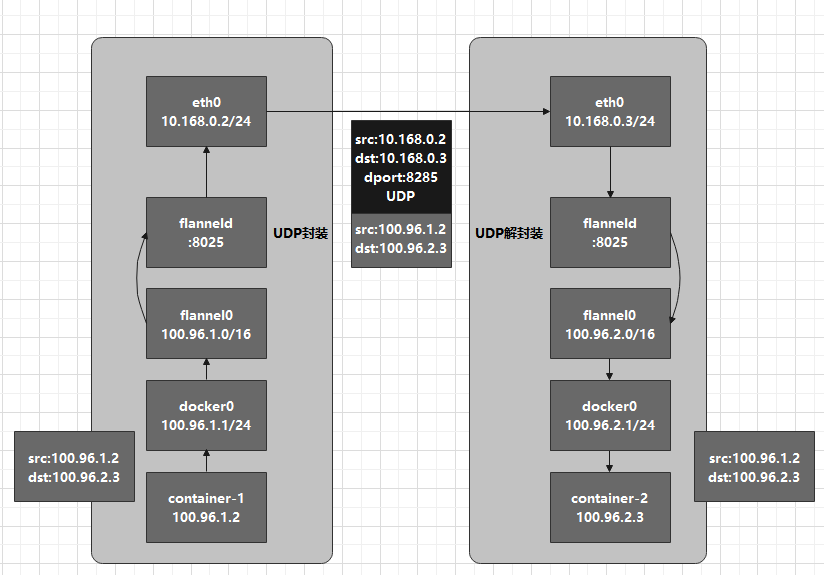 eth0
10.168.0.2/24
flanneld
:8025
UDP封装
flannel0
100.96.1.0/16
docker0
100.96.1.1/24
container-1
100.96.1.2
src:100.96.1.2
dst:100.96.2.3
src:10.168.0.2
dst:10.168.0.3
dport:8285
UDP
src:100.96.1.2
dst:100.96.2.3
eth0
10.168.0.3/24
UDP解封装
flanneld
:8025
flannel0
100.96.2.0/16
docker0
100.96.2.1/24
container-2
100.96.2.3
src:100.96.1.2
dst:100.96.2.3